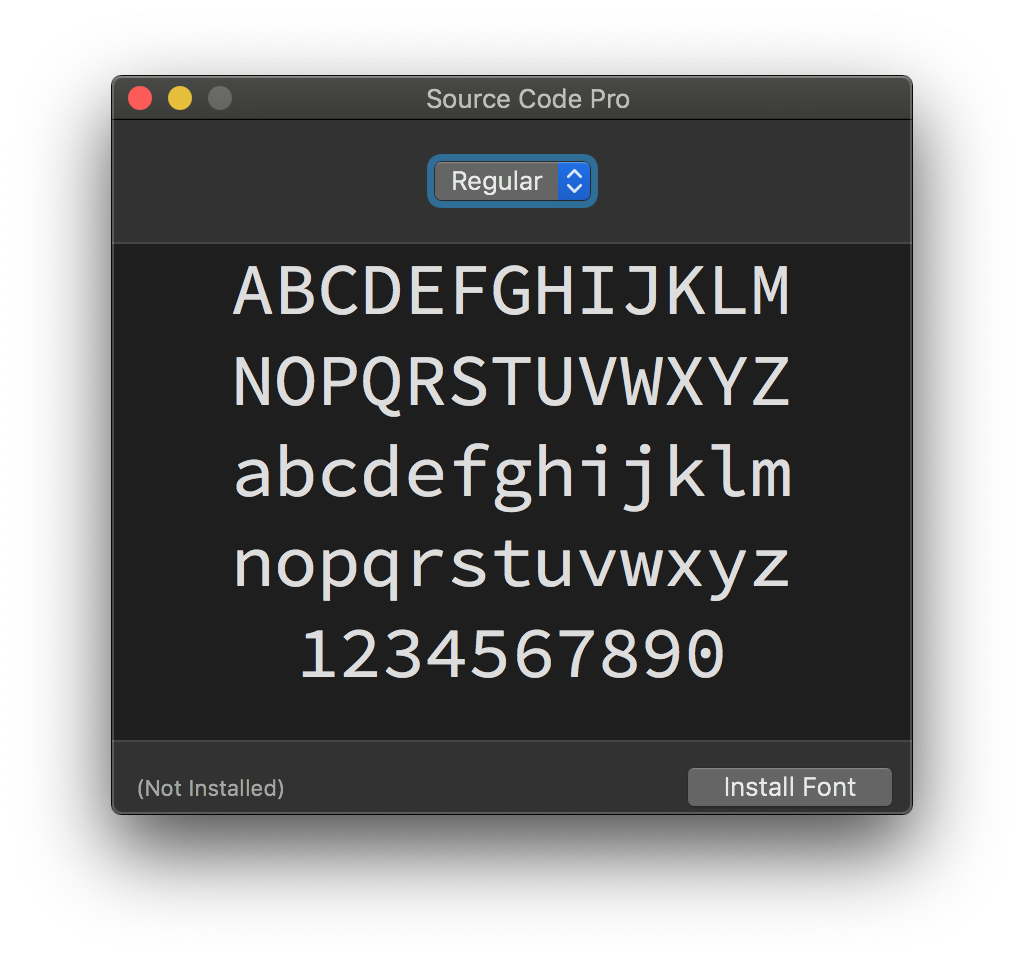 Source Code Pro
Regular
ABCDEFGHIJKLM
NOPQRSTUVWXYZ
abcdefghijklm
nopqrstuvwxyz
1234567890
(Not Installed)
Install Font